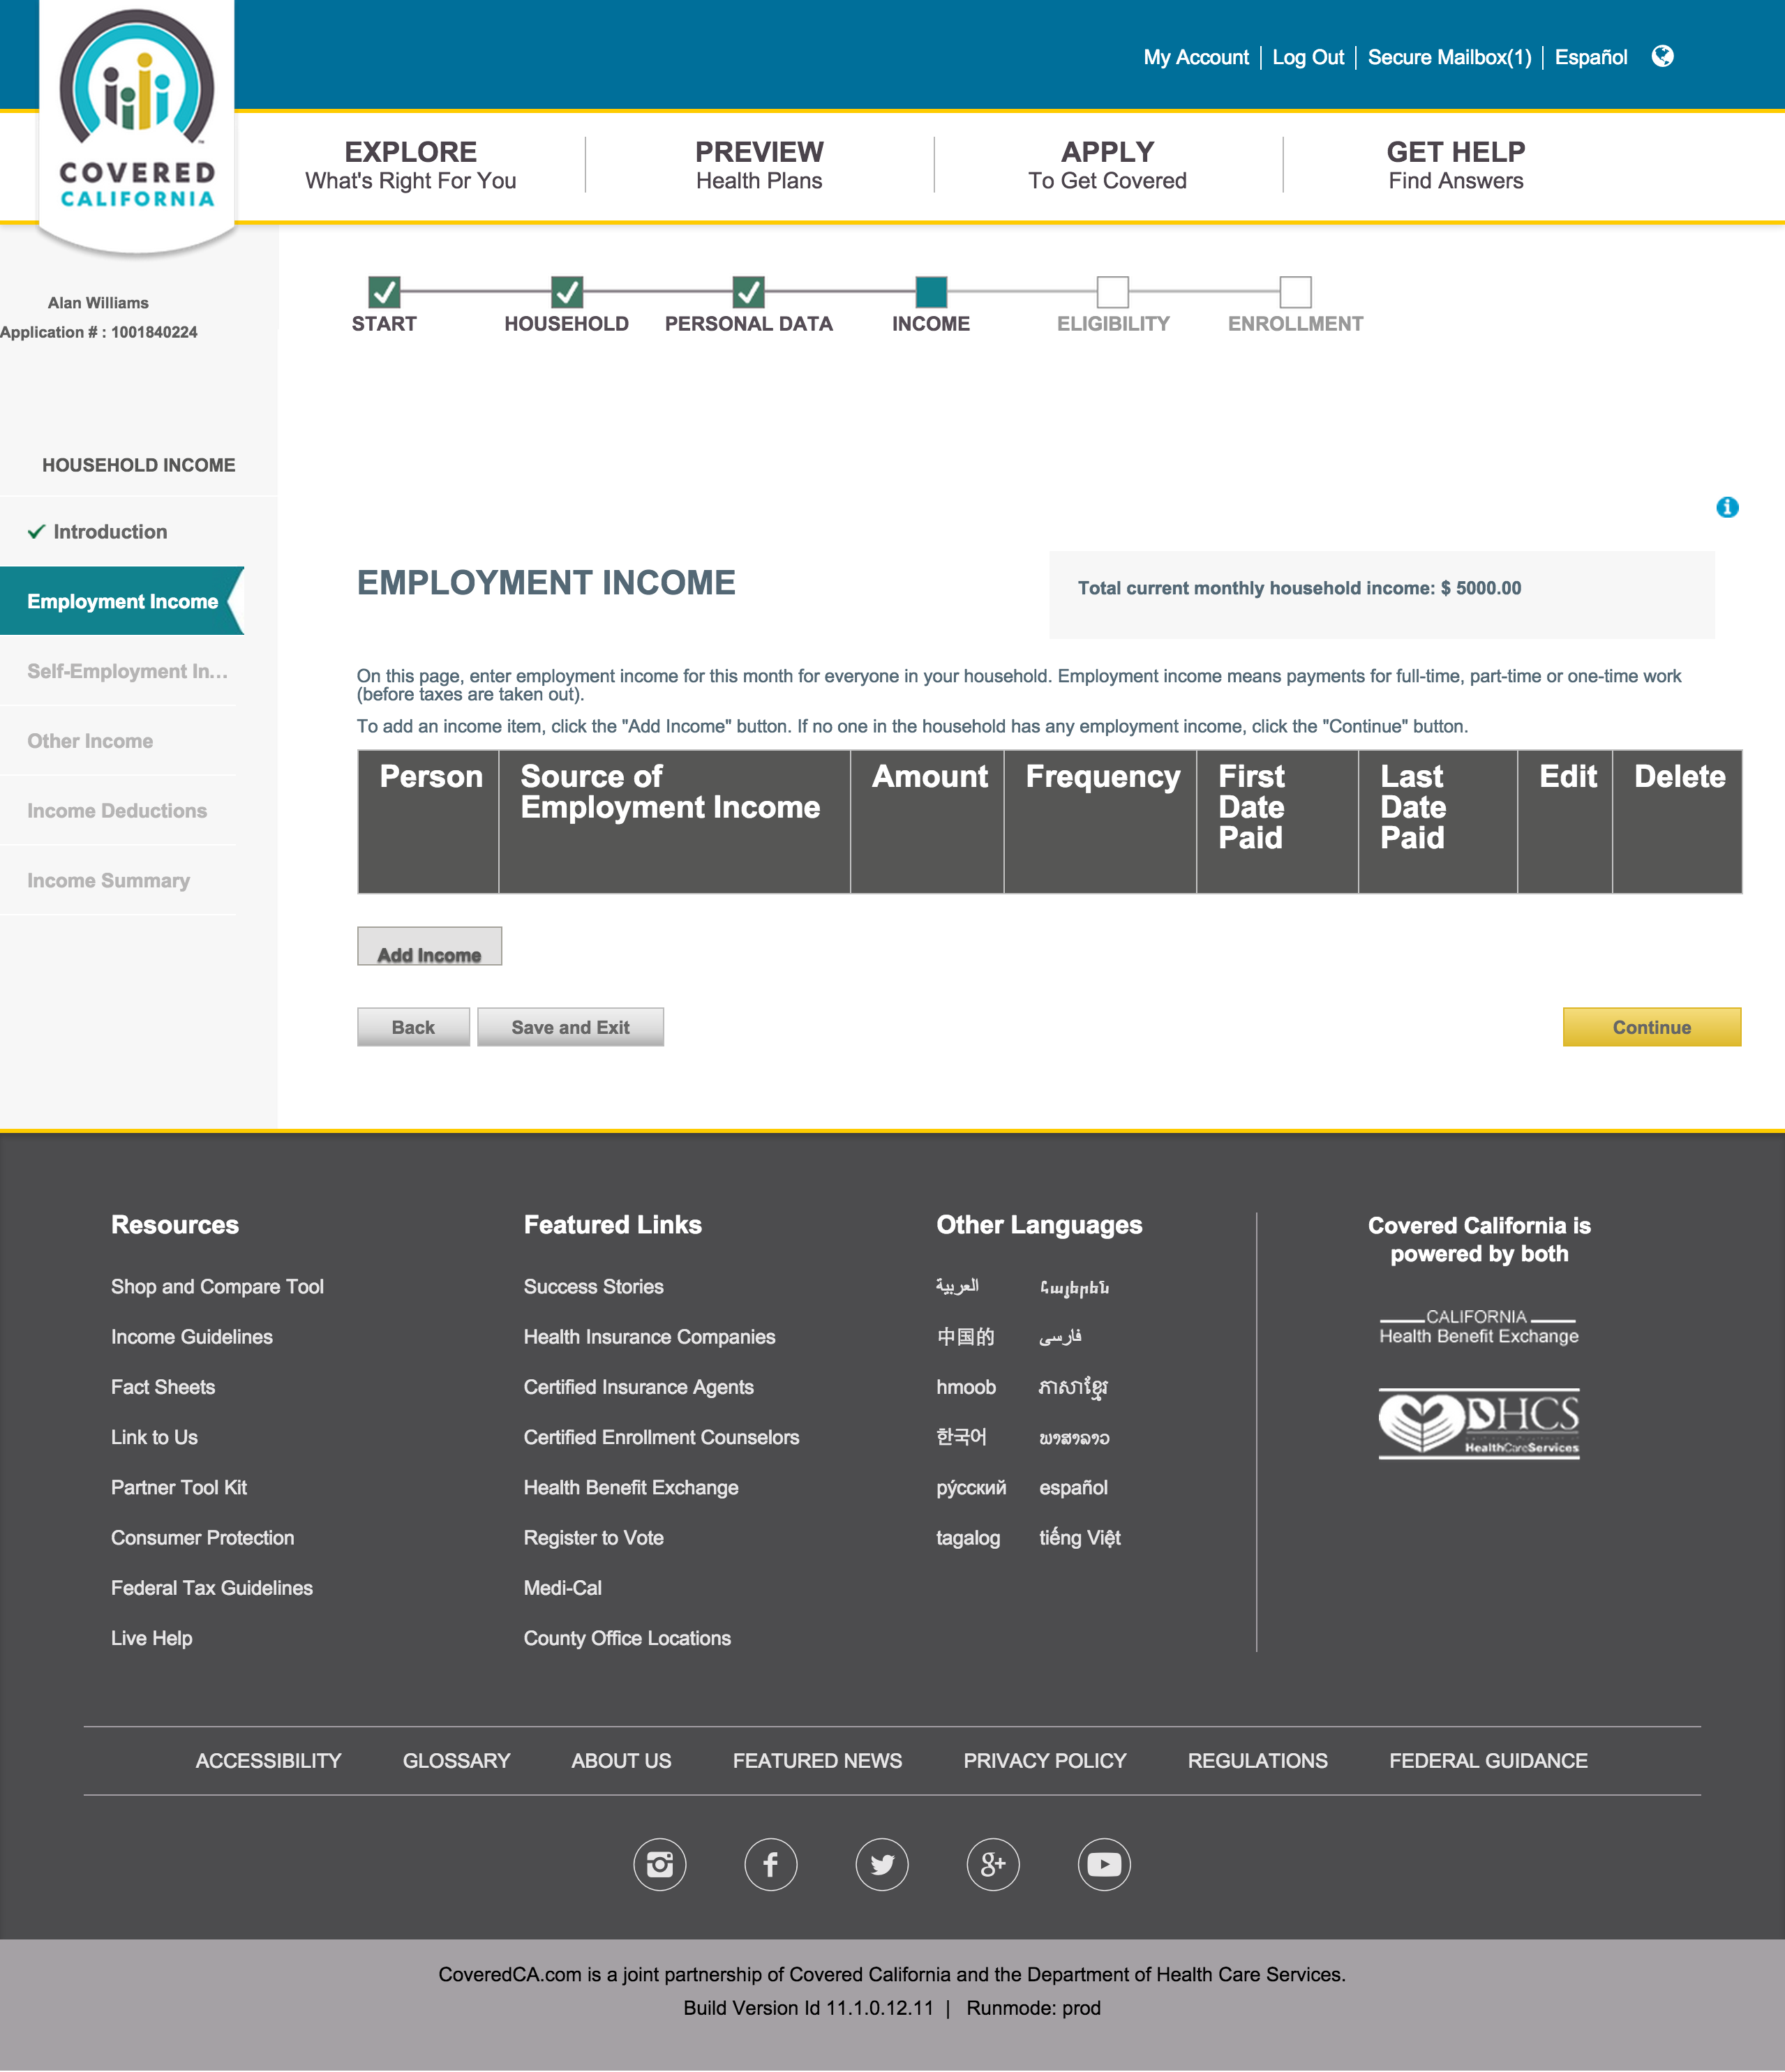 My Account | Log Out | Secure Mailbox(1) | Español
COVERED
CALIFORNIA
EXPLORE
What's Right For You
PREVIEW
Health Plans
APPLY
To Get Covered
GET HELP
Find Answers
Alan Williams
Application # : 1001840224
START
HOUSEHOLD
PERSONAL DATA
INCOME
ELIGIBILITY
ENROLLMENT
HOUSEHOLD INCOME
Introduction
Employment Income
Self-Employment In...
Other Income
Income Deductions
Income Summary
EMPLOYMENT INCOME
Total current monthly household income: $ 5000.00
On this page, enter employment income for this month for everyone in your household. Employment income means payments for full-time, part-time or one-time work
(before taxes are taken out).
To add an income item, click the "Add Income" button. If no one in the household has any employment income, click the "Continue" button.
Person
Source of
Employment Income
Amount
Frequency
First
Date
Paid
Last
Date
Paid
Edit
Delete
Add Income
Back
Save and Exit
Continue
Resources
Shop and Compare Tool
Income Guidelines
Fact Sheets
Link to Us
Partner Tool Kit
Consumer Protection
Federal Tax Guidelines
Live Help
Featured Links
Success Stories
Health Insurance Companies
Certified Insurance Agents
Certified Enrollment Counselors
Health Benefit Exchange
Register to Vote
Medi-Cal
County Office Locations
Other Languages
العربية
Հայերեն
中国的
فارسی
hmoob
ភាសាខ្មែរ
한국어
ພາສາລາວ
ру́сский
español
tagalog
tiếng Việt
Covered California is
powered by both
CALIFORNIA
Health Benefit Exchange
DHCS
HealthCareServices
ACCESSIBILITY
GLOSSARY
ABOUT US
FEATURED NEWS
PRIVACY POLICY
REGULATIONS
FEDERAL GUIDANCE
CoveredCA.com is a joint partnership of Covered California and the Department of Health Care Services.
Build Version Id 11.1.0.12.11 | Runmode: prod